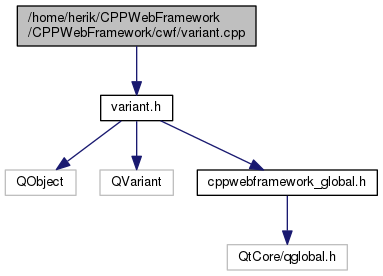 /home/herik/CPPWebFramework
/CPPWebFramework/cwf/variant.cpp
variant.h
QObject
QVariant
cppwebframework_global.h
QtCore/qglobal.h